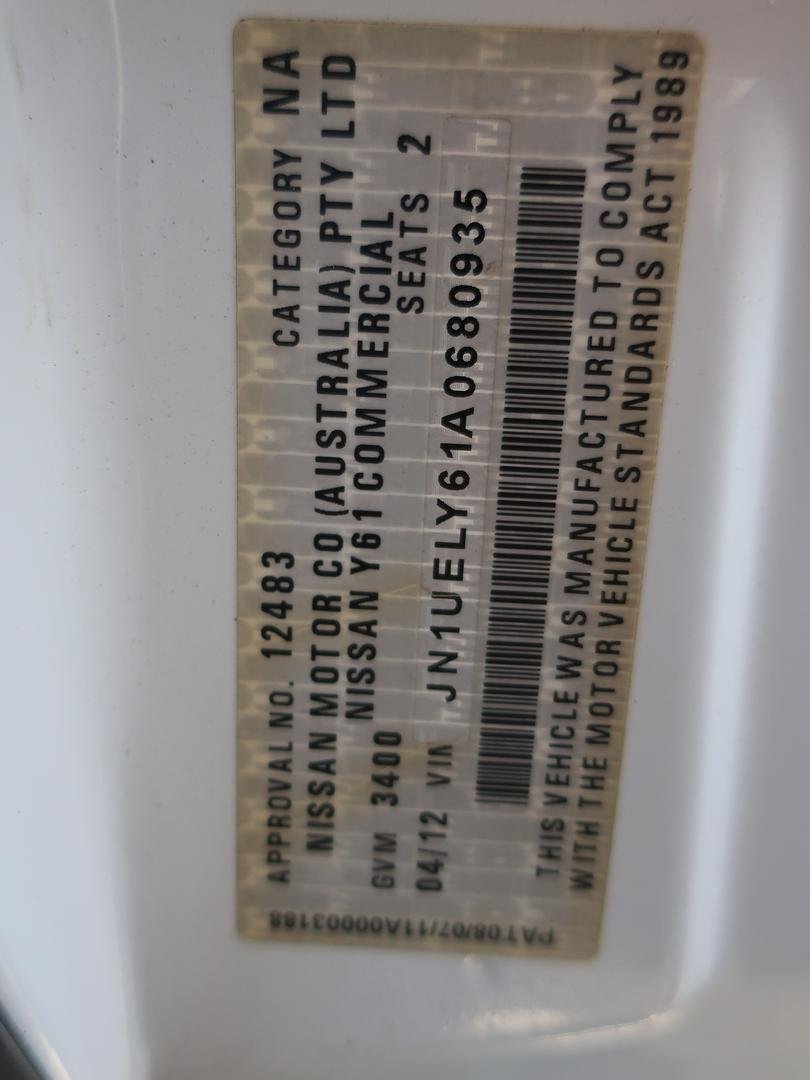 APPROVAL NO. 12483 CATEGORY NA
NISSAN MOTOR CO (AUSTRALIA) PTY LTD
NISSAN Y61 COMMERCIAL
GVM 3400 SEATS 2
04/12 VIN JN1UELY61A0680935
THIS VEHICLE WAS MANUFACTURED TO COMPLY
WITH THE MOTOR VEHICLE STANDARDS ACT 1989
PAT08/07/11A00003188